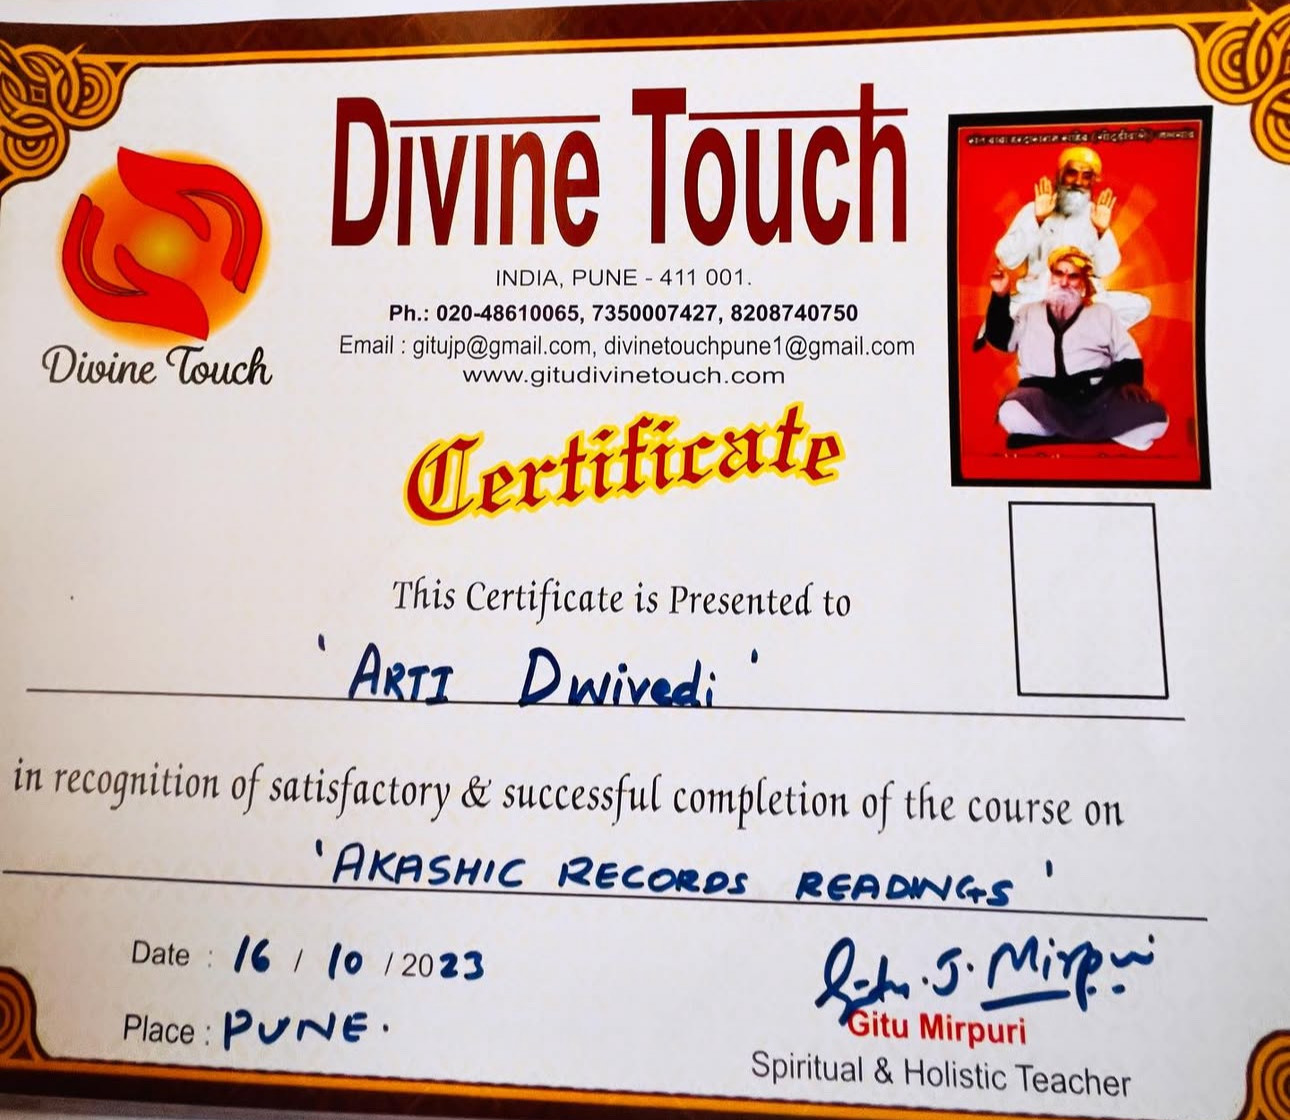 Divine Touch
INDIA, PUNE - 411 001.
Ph.: 020-48610065, 7350007427, 8208740750
Email : gitujp@gmail.com, divinetouchpune1@gmail.com
www.gitudivinetouch.com
Divine Touch
Certificate
This Certificate is Presented to
' ARTI Dwivedi '
in recognition of satisfactory & successful completion of the course on
' AKASHIC RECORDS READINGS '
Date : 16 / 10 / 2023
Place : PUNE.
Gitu . J. Mirpuri
Gitu Mirpuri
Spiritual & Holistic Teacher